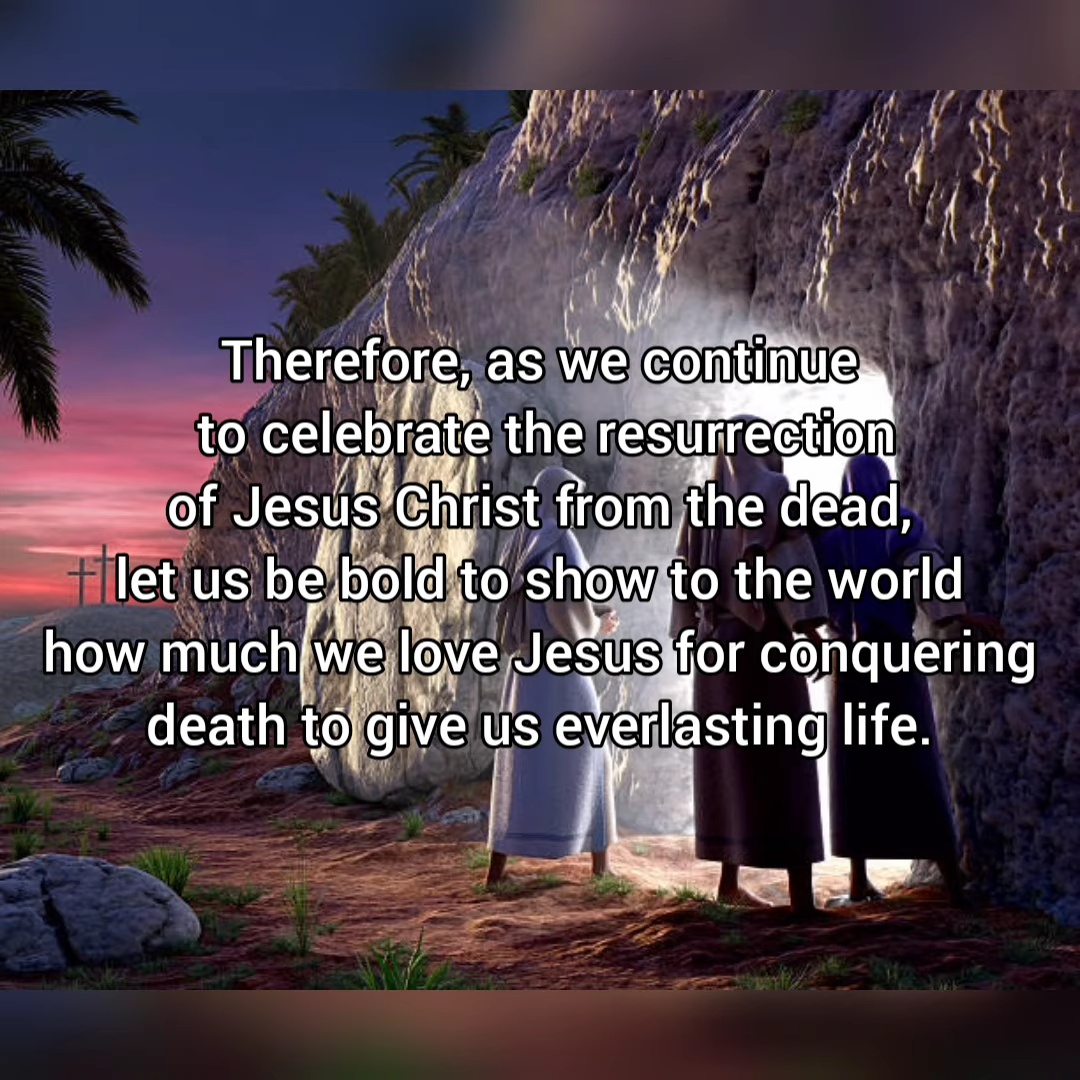 Therefore, as we continue
to celebrate the resurrection
of Jesus Christ from the dead,
let us be bold to show to the world
how much we love Jesus for conquering
death to give us everlasting life.